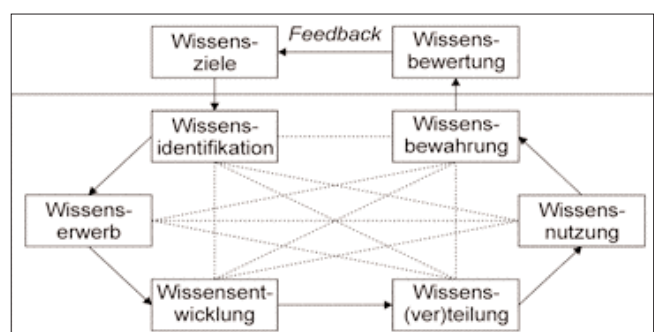 Wissens-
ziele
Feedback
Wissens-
bewertung
Wissens-
identifikation
Wissens-
bewahrung
Wissens-
erwerb
Wissens-
nutzung
Wissensent-
wicklung
Wissens-
(ver)teilung